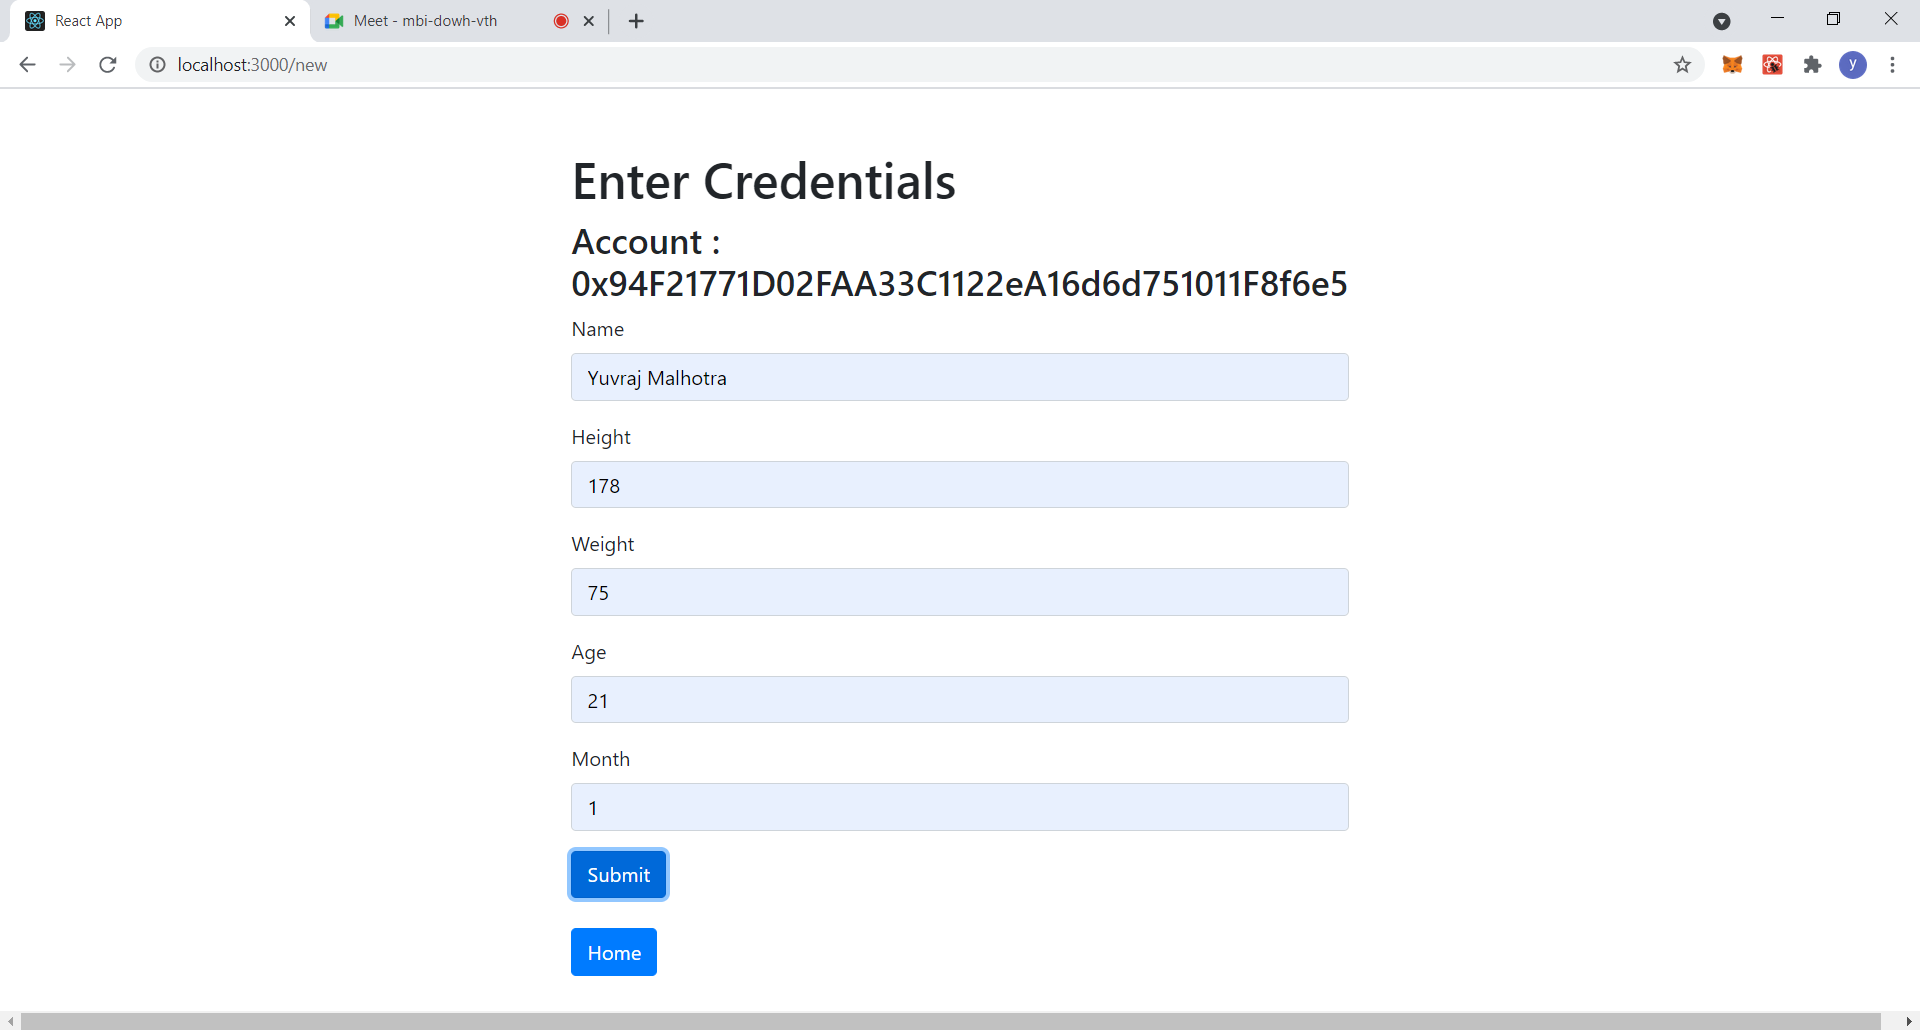 React App
Meet - mbi-dowh-vth
localhost:3000/new
y
Enter Credentials
Account :
0x94F21771D02FAA33C1122eA16d6d751011F8f6e5
Name
Yuvraj Malhotra
Height
178
Weight
75
Age
21
Month
1
Submit
Home